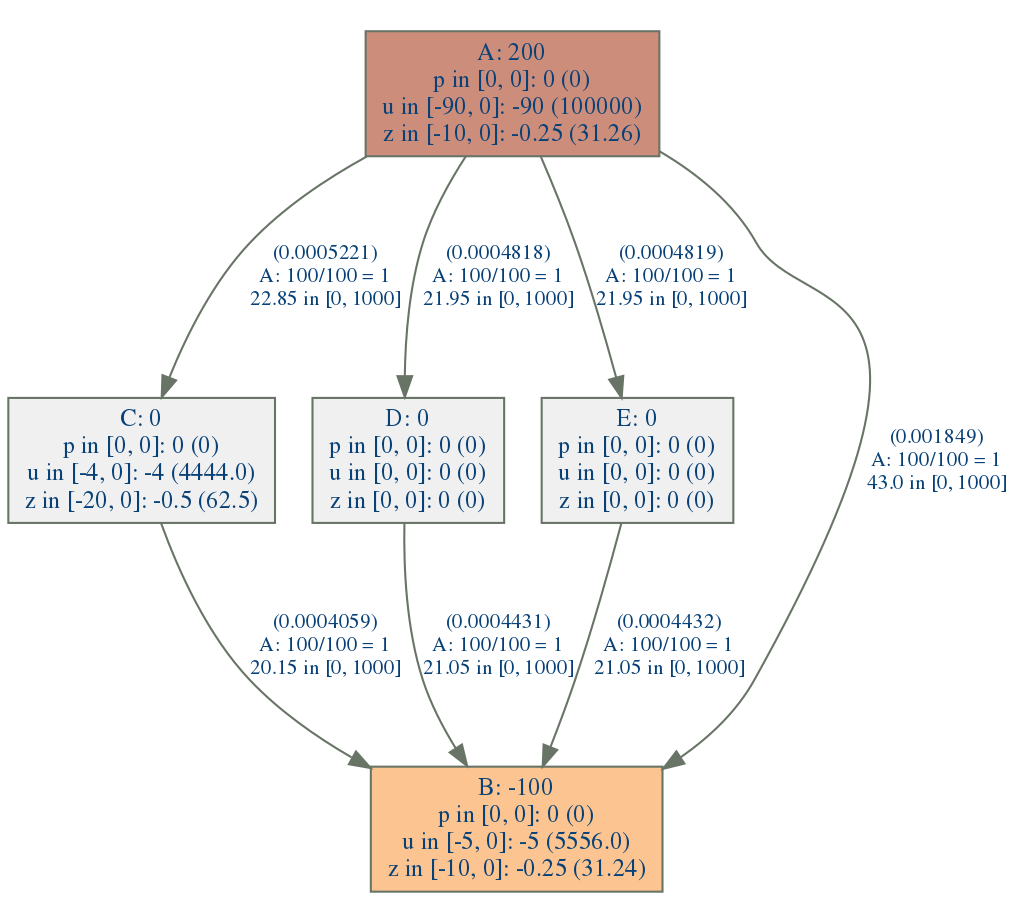 A: 200
p in [0, 0]: 0 (0)
u in [-90, 0]: -90 (100000)
z in [-10, 0]: -0.25 (31.26)
(0.0005221)
A: 100/100 = 1
22.85 in [0, 1000]
(0.0004818)
A: 100/100 = 1
21.95 in [0, 1000]
(0.0004819)
A: 100/100 = 1
21.95 in [0, 1000]
(0.001849)
A: 100/100 = 1
43.0 in [0, 1000]
C: 0
p in [0, 0]: 0 (0)
u in [-4, 0]: -4 (4444.0)
z in [-20, 0]: -0.5 (62.5)
D: 0
p in [0, 0]: 0 (0)
u in [0, 0]: 0 (0)
z in [0, 0]: 0 (0)
E: 0
p in [0, 0]: 0 (0)
u in [0, 0]: 0 (0)
z in [0, 0]: 0 (0)
(0.0004059)
A: 100/100 = 1
20.15 in [0, 1000]
(0.0004431)
A: 100/100 = 1
21.05 in [0, 1000]
(0.0004432)
A: 100/100 = 1
21.05 in [0, 1000]
B: -100
p in [0, 0]: 0 (0)
u in [-5, 0]: -5 (5556.0)
z in [-10, 0]: -0.25 (31.24)